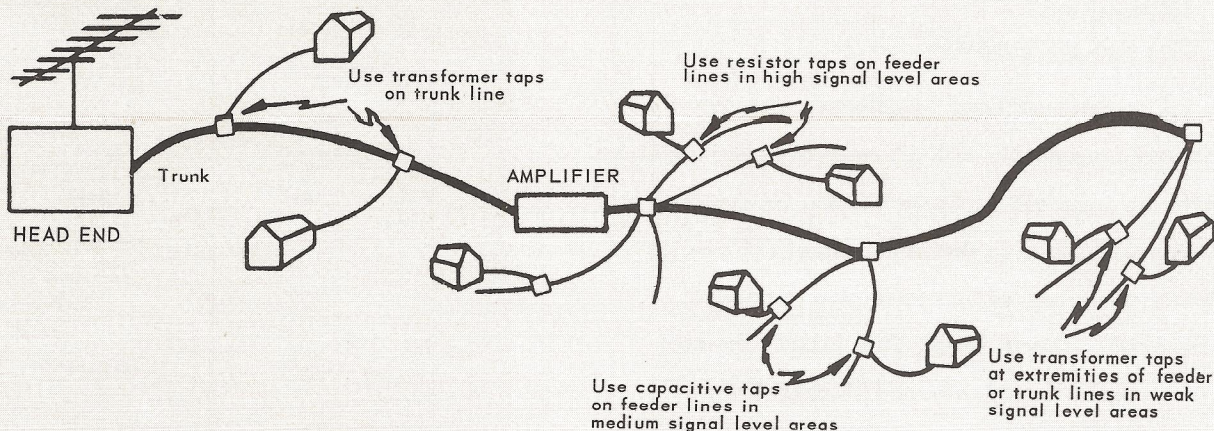 Use transformer taps
on trunk line
Use resistor taps on feeder
lines in high signal level areas
Trunk
AMPLIFIER
HEAD END
Use capacitive taps
on feeder lines in
medium signal level areas
Use transformer taps
at extremities of feeder
or trunk lines in weak
signal level areas